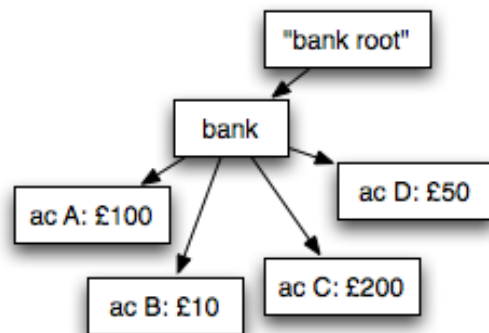 "bank root"
bank
ac A: £100
ac D: £50
ac B: £10
ac C: £200